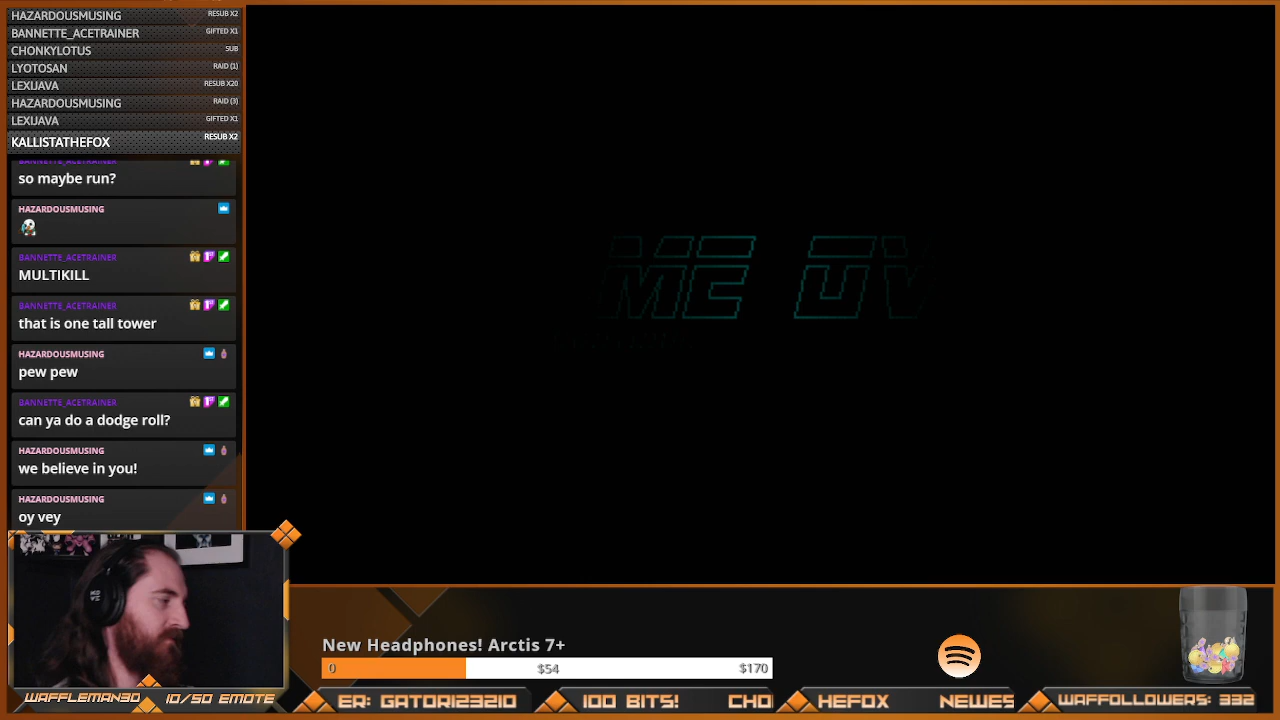 HAZARDOUSMUSING RESUB X2
BANNETTE_ACETRAINER GIFTED X1
CHONKYLOTUS SUB
LYOTOSAN RAID (1)
LEXIJAVA RESUB X20
HAZARDOUSMUSING RAID (3)
LEXIJAVA GIFTED X1
KALLISTATHEFOX RESUB X2
BANNETTE_ACETRAINER
so maybe run?
HAZARDOUSMUSING
BANNETTE_ACETRAINER
MULTIKILL
BANNETTE_ACETRAINER
that is one tall tower
HAZARDOUSMUSING
pew pew
BANNETTE_ACETRAINER
can ya do a dodge roll?
HAZARDOUSMUSING
we believe in you!
HAZARDOUSMUSING
oy vey
ME OV
New Headphones! Arctis 7+
0 $54 $170
WAFFLEMAN30 10/50 EMOTE
ER: GATOR123210 100 BITS! CHO HEFOX NEWES WAFFOLLOWERS: 332